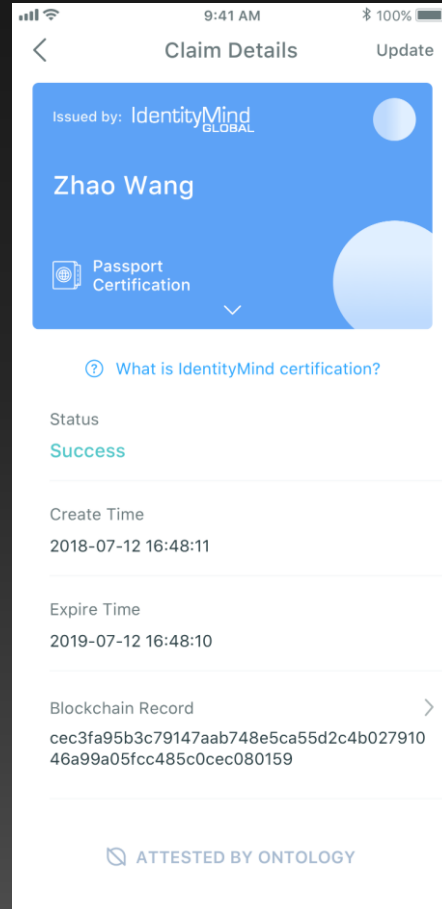 9:41 AM
100%
Claim Details
Update
Issued by: IdentityMind
GLOBAL
Zhao Wang
Passport
Certification
What is IdentityMind certification?
Status
Success
Create Time
2018-07-12 16:48:11
Expire Time
2019-07-12 16:48:10
Blockchain Record
cec3fa95b3c79147aab748e5ca55d2c4b027910
46a99a05fcc485c0cec080159
ATTESTED BY ONTOLOGY